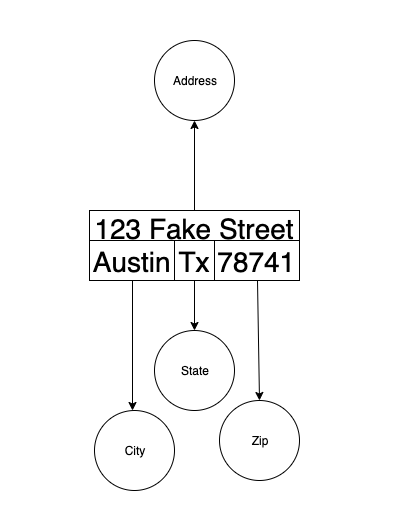 Address
123 Fake Street
Austin Tx 78741
State
City
Zip